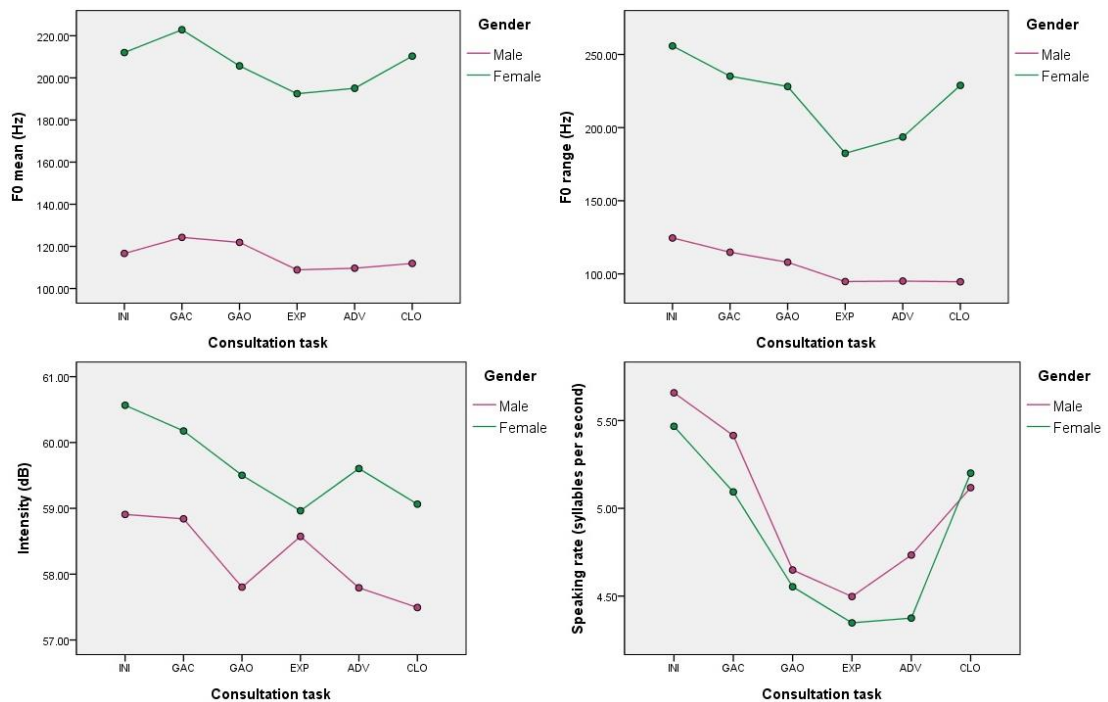 F0 mean (Hz)
220.00
200.00
180.00
160.00
140.00
120.00
100.00
INI GAC GAO EXP ADV CLO
Consultation task
Gender
Male
Female
F0 range (Hz)
250.00
200.00
150.00
100.00
INI GAC GAO EXP ADV CLO
Consultation task
Gender
Male
Female
Intensity (dB)
61.00
60.00
59.00
58.00
57.00
INI GAC GAO EXP ADV CLO
Consultation task
Gender
Male
Female
Speaking rate (syllables per second)
5.50
5.00
4.50
INI GAC GAO EXP ADV CLO
Consultation task
Gender
Male
Female